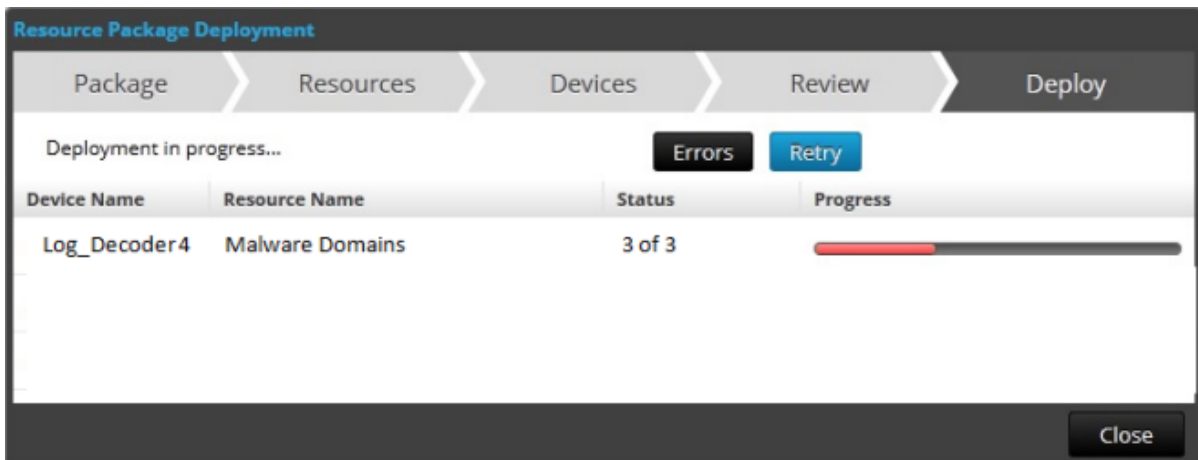 Resource Package Deployment
Package Resources Devices Review Deploy
Deployment in progress... Errors Retry
Device Name Resource Name Status Progress
Log_Decoder4 Malware Domains 3 of 3
Close